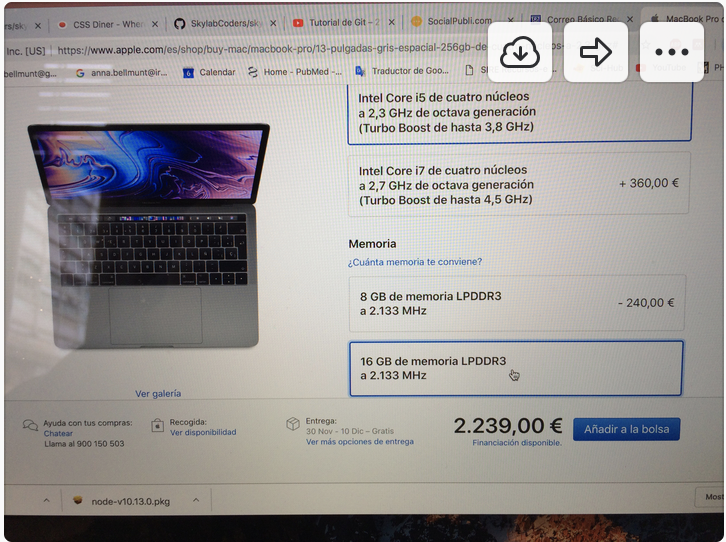 CSS Diner - Wher
SkylabCoders/sky
Tutorial de Git – 2
SocialPubli.com
Correo Básico Re
MacBook Pro d
Inc. [US]
https://www.apple.com/es/shop/buy-mac/macbook-pro/13-pulgadas-gris-espacial-256gb-de
bellmunt@g...
anna.bellmunt@ir...
Calendar
Home - PubMed -...
Traductor de Goo...
Intel Core i5 de cuatro núcleos
a 2,3 GHz de octava generación
(Turbo Boost de hasta 3,8 GHz)
Intel Core i7 de cuatro núcleos
a 2,7 GHz de octava generación
(Turbo Boost de hasta 4,5 GHz)
+ 360,00 €
Memoria
¿Cuánta memoria te conviene?
8 GB de memoria LPDDR3
a 2.133 MHz
- 240,00 €
16 GB de memoria LPDDR3
a 2.133 MHz
Ver galería
Ayuda con tus compras:
Chatear
Llama al 900 150 503
Recogida:
Ver disponibilidad
Entrega:
30 Nov - 10 Dic – Gratis
Ver más opciones de entrega
2.239,00 €
Financiación disponible.
Añadir a la bolsa
node-v10.13.0.pkg
Most